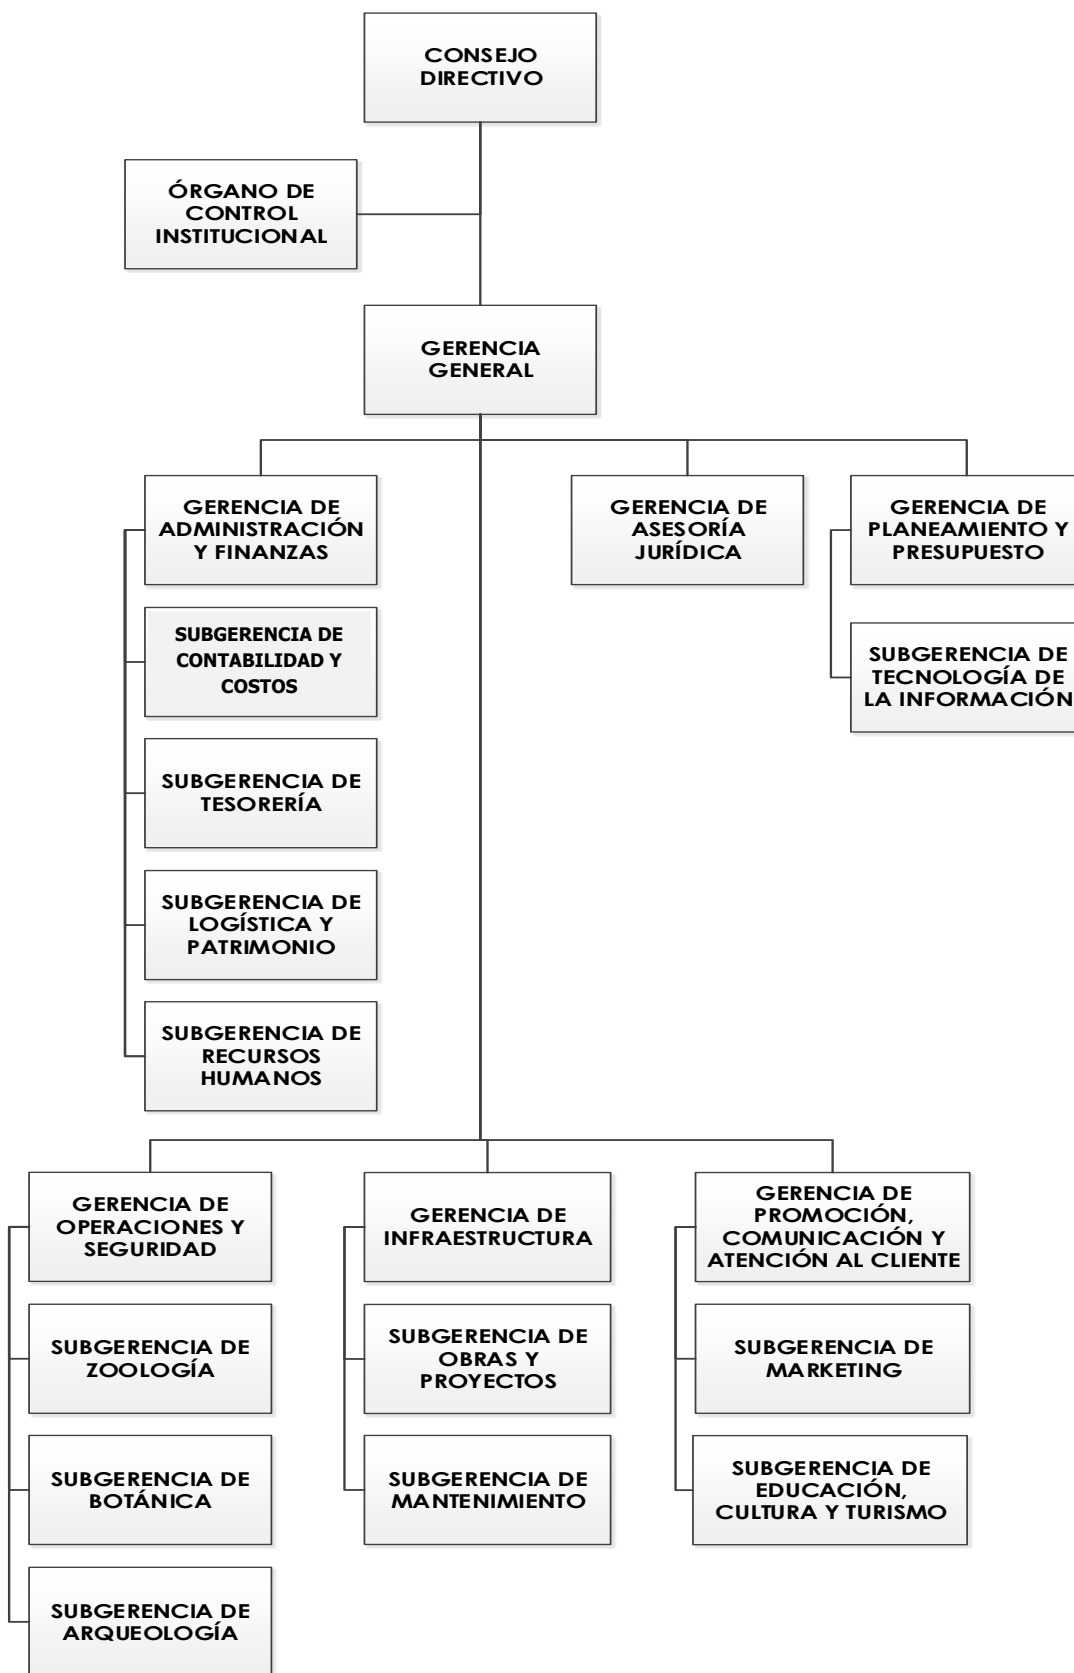 CONSEJO
DIRECTIVO
ÓRGANO DE
CONTROL
INSTITUCIONAL
GERENCIA
GENERAL
GERENCIA DE
ADMINISTRACIÓN
Y FINANZAS
GERENCIA DE
ASESORÍA
JURÍDICA
GERENCIA DE
PLANEAMIENTO Y
PRESUPUESTO
SUBGERENCIA DE
CONTABILIDAD Y
COSTOS
SUBGERENCIA DE
TECNOLOGÍA DE
LA INFORMACIÓN
SUBGERENCIA DE
TESORERÍA
SUBGERENCIA DE
LOGÍSTICA Y
PATRIMONIO
SUBGERENCIA DE
RECURSOS
HUMANOS
GERENCIA DE
OPERACIONES Y
SEGURIDAD
GERENCIA DE
INFRAESTRUCTURA
GERENCIA DE
PROMOCIÓN,
COMUNICACIÓN Y
ATENCIÓN AL CLIENTE
SUBGERENCIA DE
ZOOLOGÍA
SUBGERENCIA DE
OBRAS Y
PROYECTOS
SUBGERENCIA DE
MARKETING
SUBGERENCIA DE
BOTÁNICA
SUBGERENCIA DE
MANTENIMIENTO
SUBGERENCIA DE
EDUCACIÓN,
CULTURA Y TURISMO
SUBGERENCIA DE
ARQUEOLOGÍA